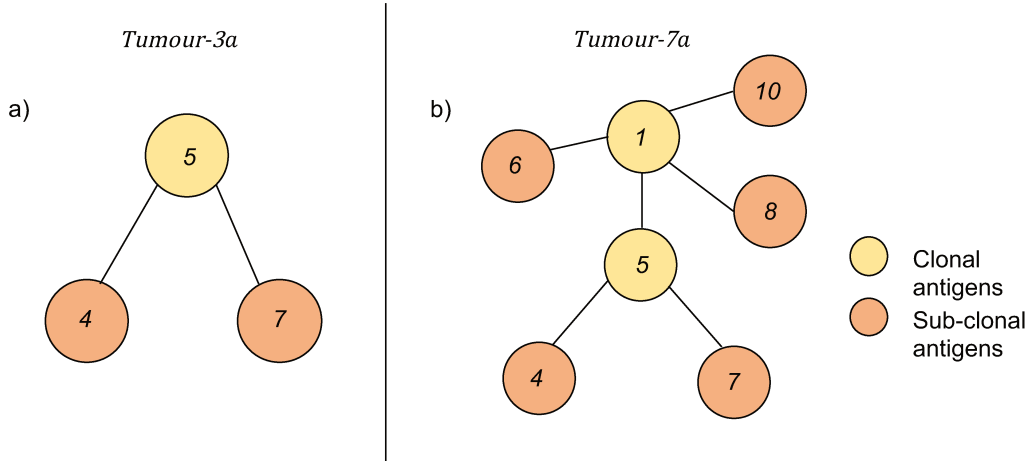 Tumour-3a
a)
5
4
7
Tumour-7a
b)
10
1
6
8
5
4
7
Clonal
antigens
Sub-clonal
antigens